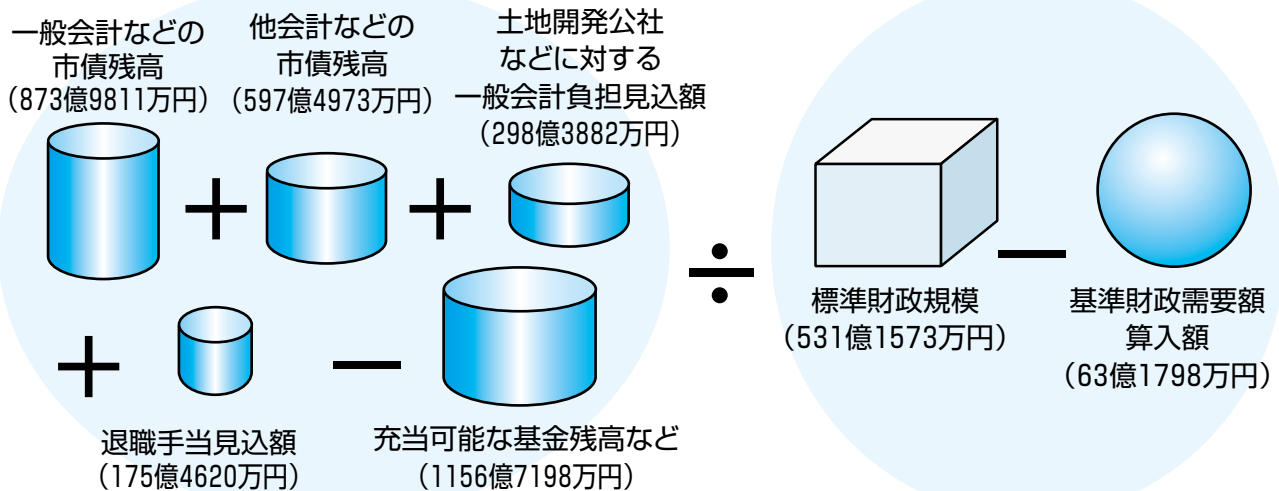 一般会計などの
市債残高
（873億9811万円）
他会計などの
市債残高
（597億4973万円）
土地開発公社
などに対する
一般会計負担見込額
（298億3882万円）
＋
＋
＋
退職手当見込額
（175億4620万円）
－
充当可能な基金残高など
（1156億7198万円）
÷
標準財政規模
（531億1573万円）
－
基準財政需要額
算入額
（63億1798万円）